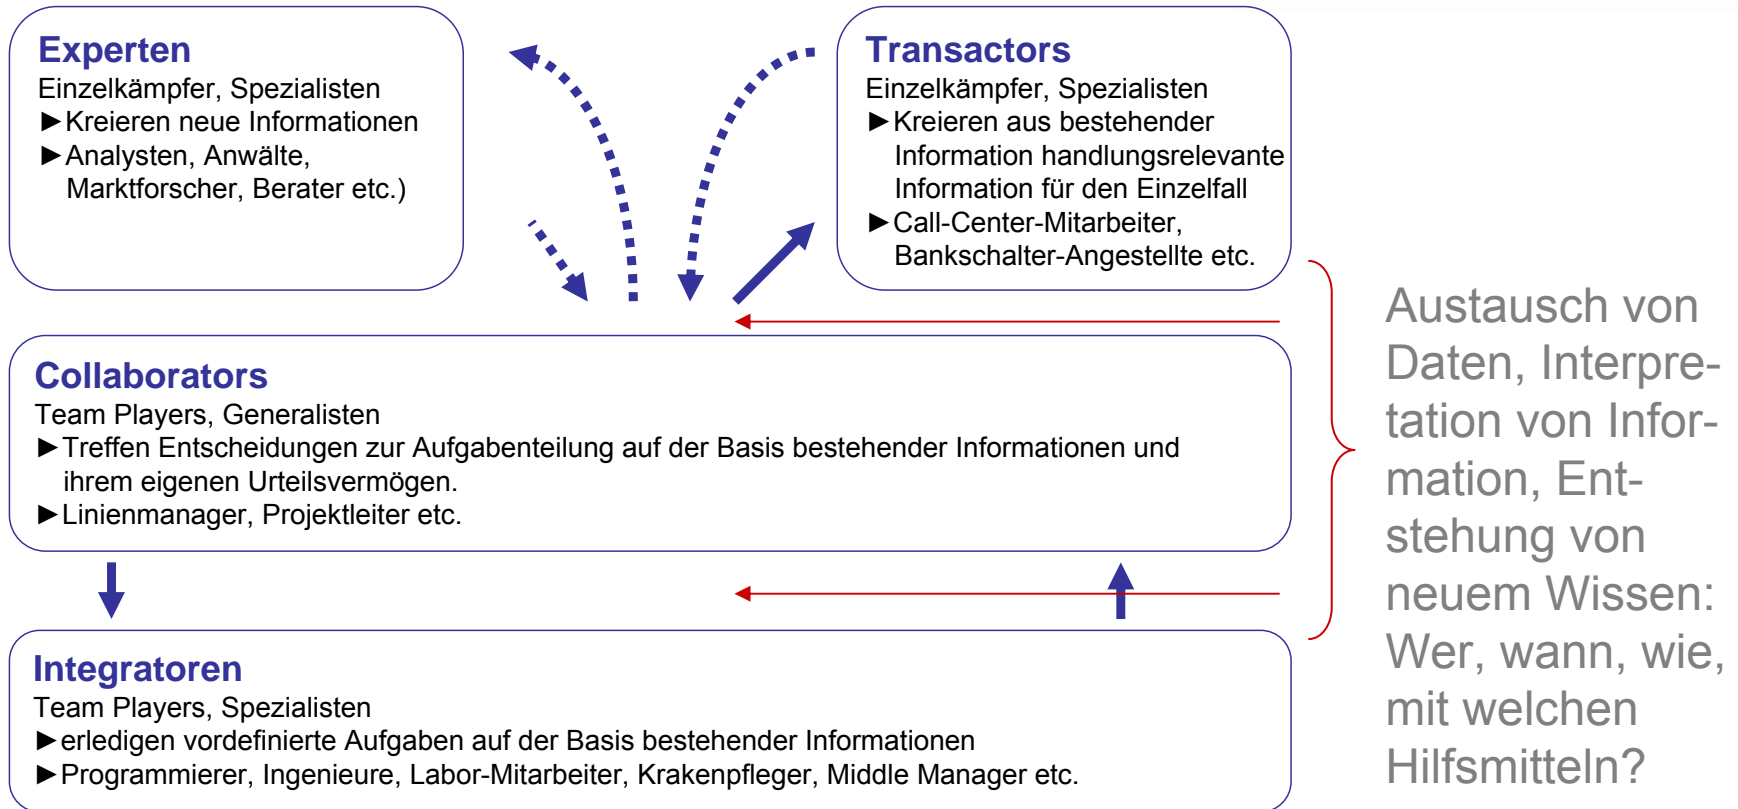 Experten
Einzelkämpfer, Spezialisten
►Kreieren neue Informationen
►Analysten, Anwälte,
Marktforscher, Berater etc.)
Transactors
Einzelkämpfer, Spezialisten
►Kreieren aus bestehender
Information handlungsrelevante
Information für den Einzelfall
►Call-Center-Mitarbeiter,
Bankschalter-Angestellte etc.
Collaborators
Team Players, Generalisten
►Treffen Entscheidungen zur Aufgabenteilung auf der Basis bestehender Informationen und
ihrem eigenen Urteilsvermögen.
►Linienmanager, Projektleiter etc.
Integratoren
Team Players, Spezialisten
►erledigen vordefinierte Aufgaben auf der Basis bestehender Informationen
►Programmierer, Ingenieure, Labor-Mitarbeiter, Krakenpfleger, Middle Manager etc.
Austausch von
Daten, Interpre-
tation von Infor-
mation, Ent-
stehung von
neuem Wissen:
Wer, wann, wie,
mit welchen
Hilfsmitteln?